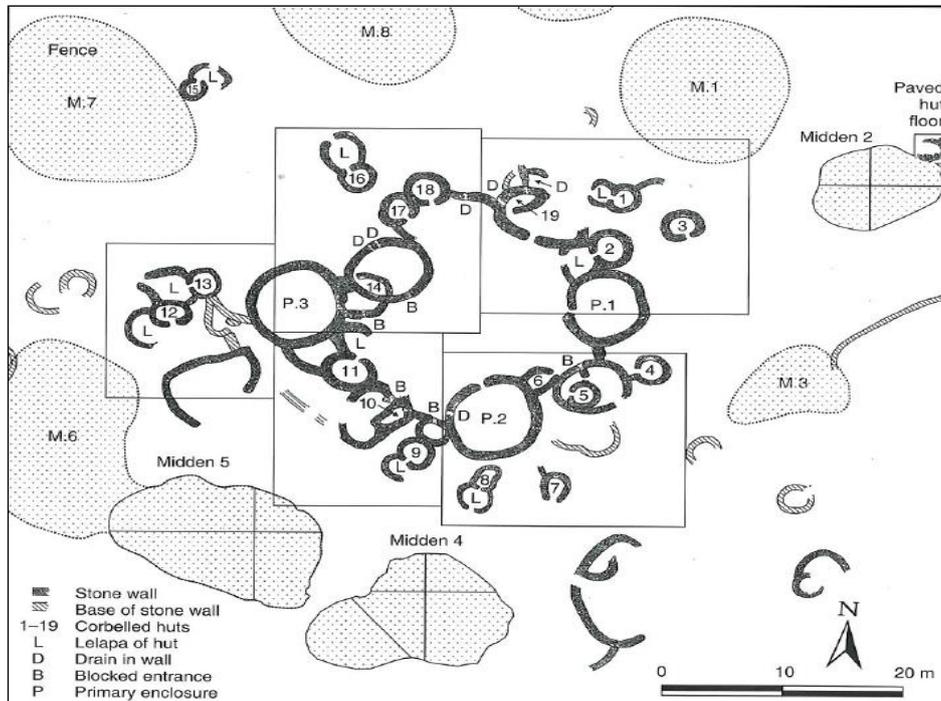 M.8
Fence
L
M.1
M.7
15
Paved
hut
floor
Midden 2
L
16
18
D
D
L
1
D
19
17
3
D
D
2
L
13
14
P.3
B
P.1
L
12
B
L
L
11
B
6
B
4
M.3
5
10
B
D
P.2
M.6
9
L
8
7
L
Midden 5
Midden 4
Stone wall
Base of stone wall
1–19 Corbelled huts
L Lelapa of hut
D Drain in wall
B Blocked entrance
P Primary enclosure
N
0 10 20 m